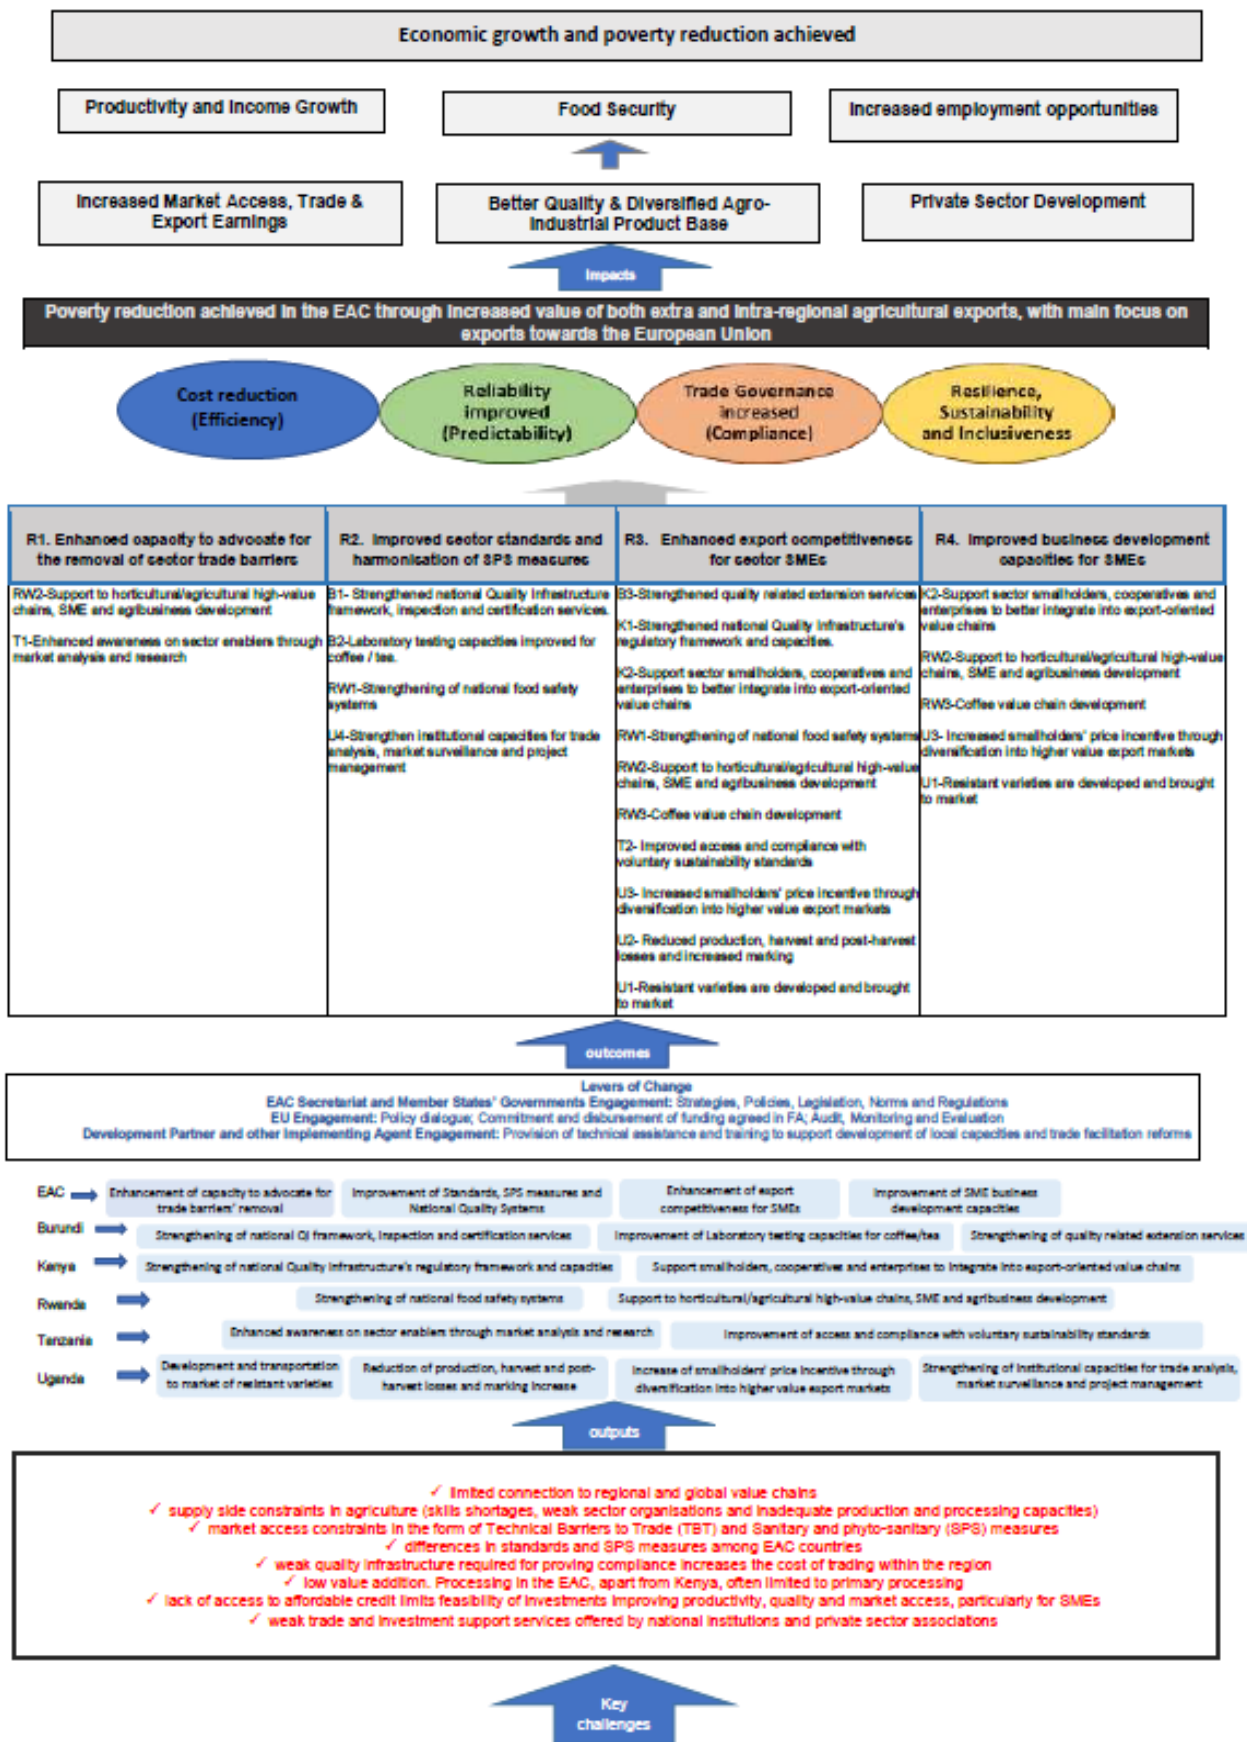 Economic growth and poverty reduction achieved
Productivity and Income Growth
Food Security
Increased employment opportunities
Increased Market Access, Trade &
Export Earnings
Better Quality & Diversified Agro-
Industrial Product Base
Private Sector Development
Impacts
Poverty reduction achieved in the EAC through increased value of both extra and intra-regional agricultural exports, with main focus on
exports towards the European Union
Cost reduction
(Efficiency)
Reliability
improved
(Predictability)
Trade Governance
increased
(Compliance)
Resilience,
Sustainability
and Inclusiveness
R1. Enhanced capacity to advocate for
the removal of sector trade barriers
R2. Improved sector standards and
harmonisation of SPS measures
R3. Enhanced export competitiveness
for sector SMEs
R4. Improved business development
capacities for SMEs
RW2-Support to horticultural/agricultural high-value
chains, SME and agribusiness development
T1-Enhanced awareness on sector enablers through
market analysis and research
B1- Strengthened national Quality Infrastructure
framework, inspection and certification services.
B2-Laboratory testing capacities improved for
coffee / tea.
RW1-Strengthening of national food safety
systems
U4-Strengthen institutional capacities for trade
analysis, market surveillance and project
management
B3-Strengthened quality related extension services
K1-Strengthened national Quality Infrastructure's
regulatory framework and capacities.
K2-Support sector smallholders, cooperatives and
enterprises to better integrate into export-oriented
value chains
RW1-Strengthening of national food safety systems
RW2-Support to horticultural/agricultural high-value
chains, SME and agribusiness development
RW3-Coffee value chain development
T2- Improved access and compliance with
voluntary sustainability standards
U3- Increased smallholders' price incentive through
diversification into higher value export markets
U2- Reduced production, harvest and post-harvest
losses and increased marking
U1-Resistant varieties are developed and brought
to market
K2-Support sector smallholders, cooperatives and
enterprises to better integrate into export-oriented
value chains
RW2-Support to horticultural/agricultural high-value
chains, SME and agribusiness development
RW3-Coffee value chain development
U3- Increased smallholders' price incentive through
diversification into higher value export markets
U1-Resistant varieties are developed and brought
to market
outcomes
Levers of Change
EAC Secretariat and Member States' Governments Engagement: Strategies, Policies, Legislation, Norms and Regulations
EU Engagement: Policy dialogue; Commitment and disbursement of funding agreed in FA; Audit, Monitoring and Evaluation
Development Partner and other Implementing Agent Engagement: Provision of technical assistance and training to support development of local capacities and trade facilitation reforms
EAC
Enhancement of capacity to advocate for
trade barriers' removal
Improvement of Standards, SPS measures and
National Quality Systems
Enhancement of export
competitiveness for SMEs
Improvement of SME business
development capacities
Burundi
Strengthening of national QI framework, inspection and certification services
Improvement of Laboratory testing capacities for coffee/tea
Strengthening of quality related extension services
Kenya
Strengthening of national Quality Infrastructure's regulatory framework and capacities
Support smallholders, cooperatives and enterprises to integrate into export-oriented value chains
Rwanda
Strengthening of national food safety systems
Support to horticultural/agricultural high-value chains, SME and agribusiness development
Tanzania
Enhanced awareness on sector enablers through market analysis and research
Improvement of access and compliance with voluntary sustainability standards
Uganda
Development and transportation
to market of resistant varieties
Reduction of production, harvest and post-
harvest losses and marking increase
Increase of smallholders' price incentive through
diversification into higher value export markets
Strengthening of institutional capacities for trade analysis,
market surveillance and project management
outputs
✓ limited connection to regional and global value chains
✓ supply side constraints in agriculture (skills shortages, weak sector organisations and inadequate production and processing capacities)
✓ market access constraints in the form of Technical Barriers to Trade (TBT) and Sanitary and phyto-sanitary (SPS) measures
✓ differences in standards and SPS measures among EAC countries
✓ weak quality infrastructure required for proving compliance increases the cost of trading within the region
✓ low value addition. Processing in the EAC, apart from Kenya, often limited to primary processing
✓ lack of access to affordable credit limits feasibility of investments improving productivity, quality and market access, particularly for SMEs
✓ weak trade and investment support services offered by national institutions and private sector associations
Key
challenges